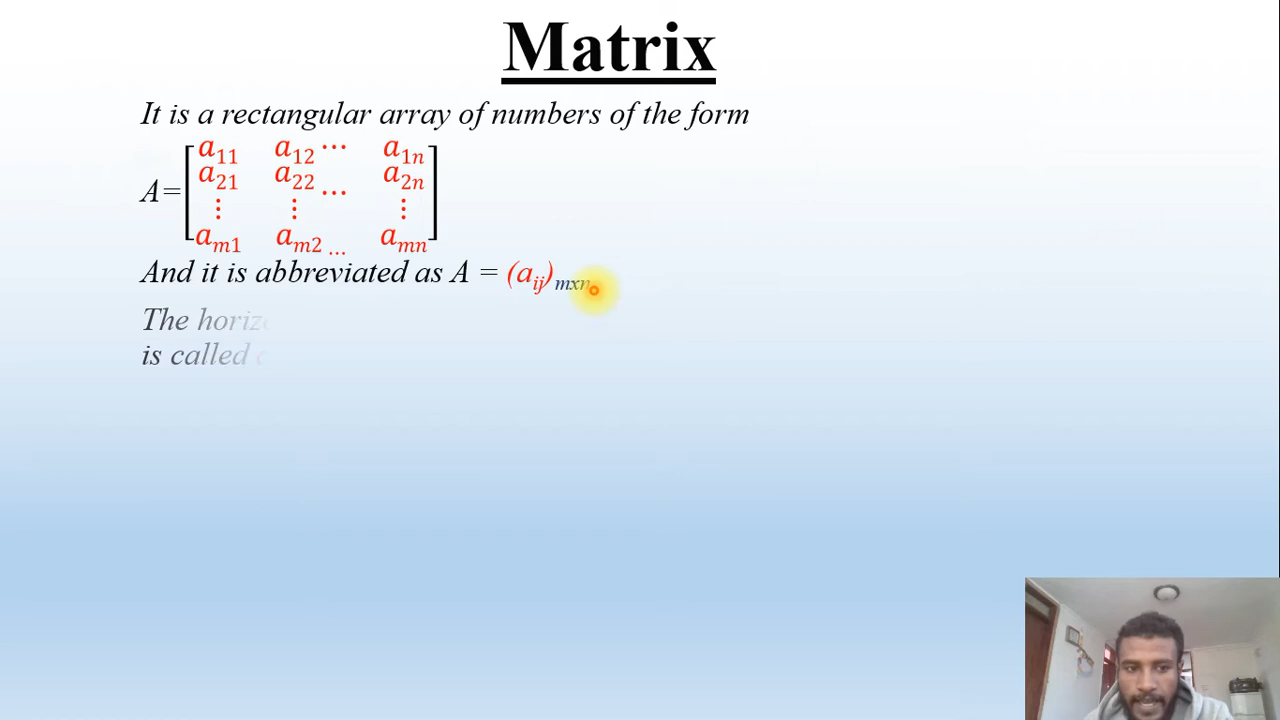 Matrix
It is a rectangular array of numbers of the form
A=[a11 a12 ⋯ a1n
a21 a22 ⋯ a2n
⋮ ⋮ ⋮
am1 am2 … amn]
And it is abbreviated as A = (aij)mxn
The
is called